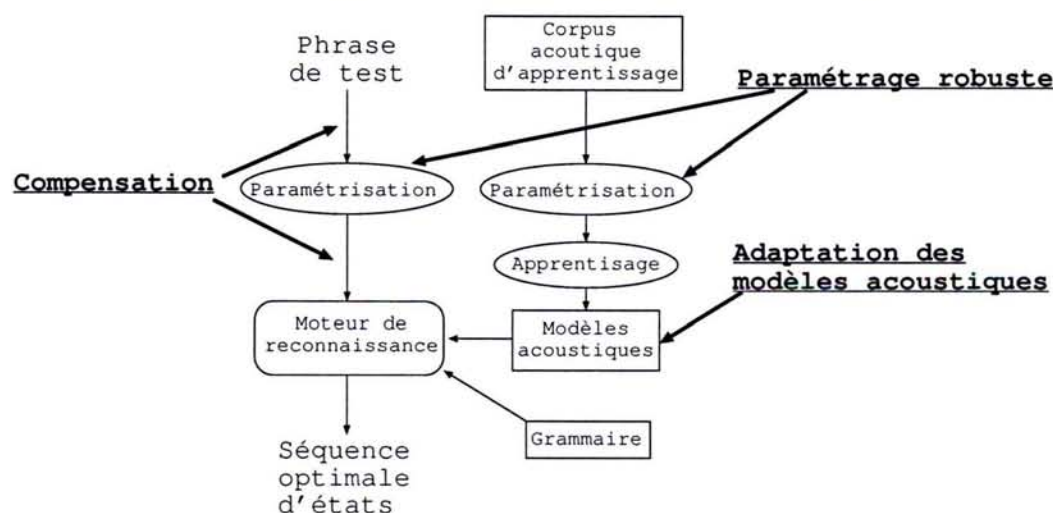 Phrase
de test
Corpus
acoutique
d'apprentissage
Paramétrage robuste
Compensation
Paramétrisation
Paramétrisation
Apprentisage
Adaptation des
modèles acoustiques
Moteur de
reconnaissance
Modèles
acoustiques
Grammaire
Séquence
optimale
d'états